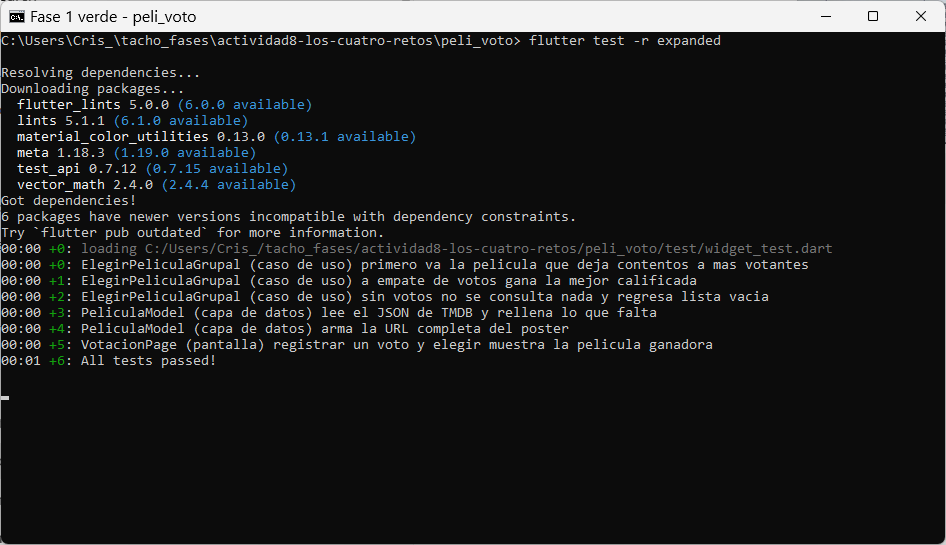 Fase 1 verde - peli_voto
C:\Users\Cris_\tacho_fases\actividad8-los-cuatro-retos\peli_voto> flutter test -r expanded
Resolving dependencies...
Downloading packages...
  flutter_lints 5.0.0 (6.0.0 available)
  lints 5.1.1 (6.1.0 available)
  material_color_utilities 0.13.0 (0.13.1 available)
  meta 1.18.3 (1.19.0 available)
  test_api 0.7.12 (0.7.15 available)
  vector_math 2.4.0 (2.4.4 available)
Got dependencies!
6 packages have newer versions incompatible with dependency constraints.
Try `flutter pub outdated` for more information.
00:00 +0: loading C:/Users/Cris_/tacho_fases/actividad8-los-cuatro-retos/peli_voto/test/widget_test.dart
00:00 +0: ElegirPeliculaGrupal (caso de uso) primero va la pelicula que deja contentos a mas votantes
00:00 +1: ElegirPeliculaGrupal (caso de uso) a empate de votos gana la mejor calificada
00:00 +2: ElegirPeliculaGrupal (caso de uso) sin votos no se consulta nada y regresa lista vacia
00:00 +3: PeliculaModel (capa de datos) lee el JSON de TMDB y rellena lo que falta
00:00 +4: PeliculaModel (capa de datos) arma la URL completa del poster
00:00 +5: VotacionPage (pantalla) registrar un voto y elegir muestra la pelicula ganadora
00:01 +6: All tests passed!